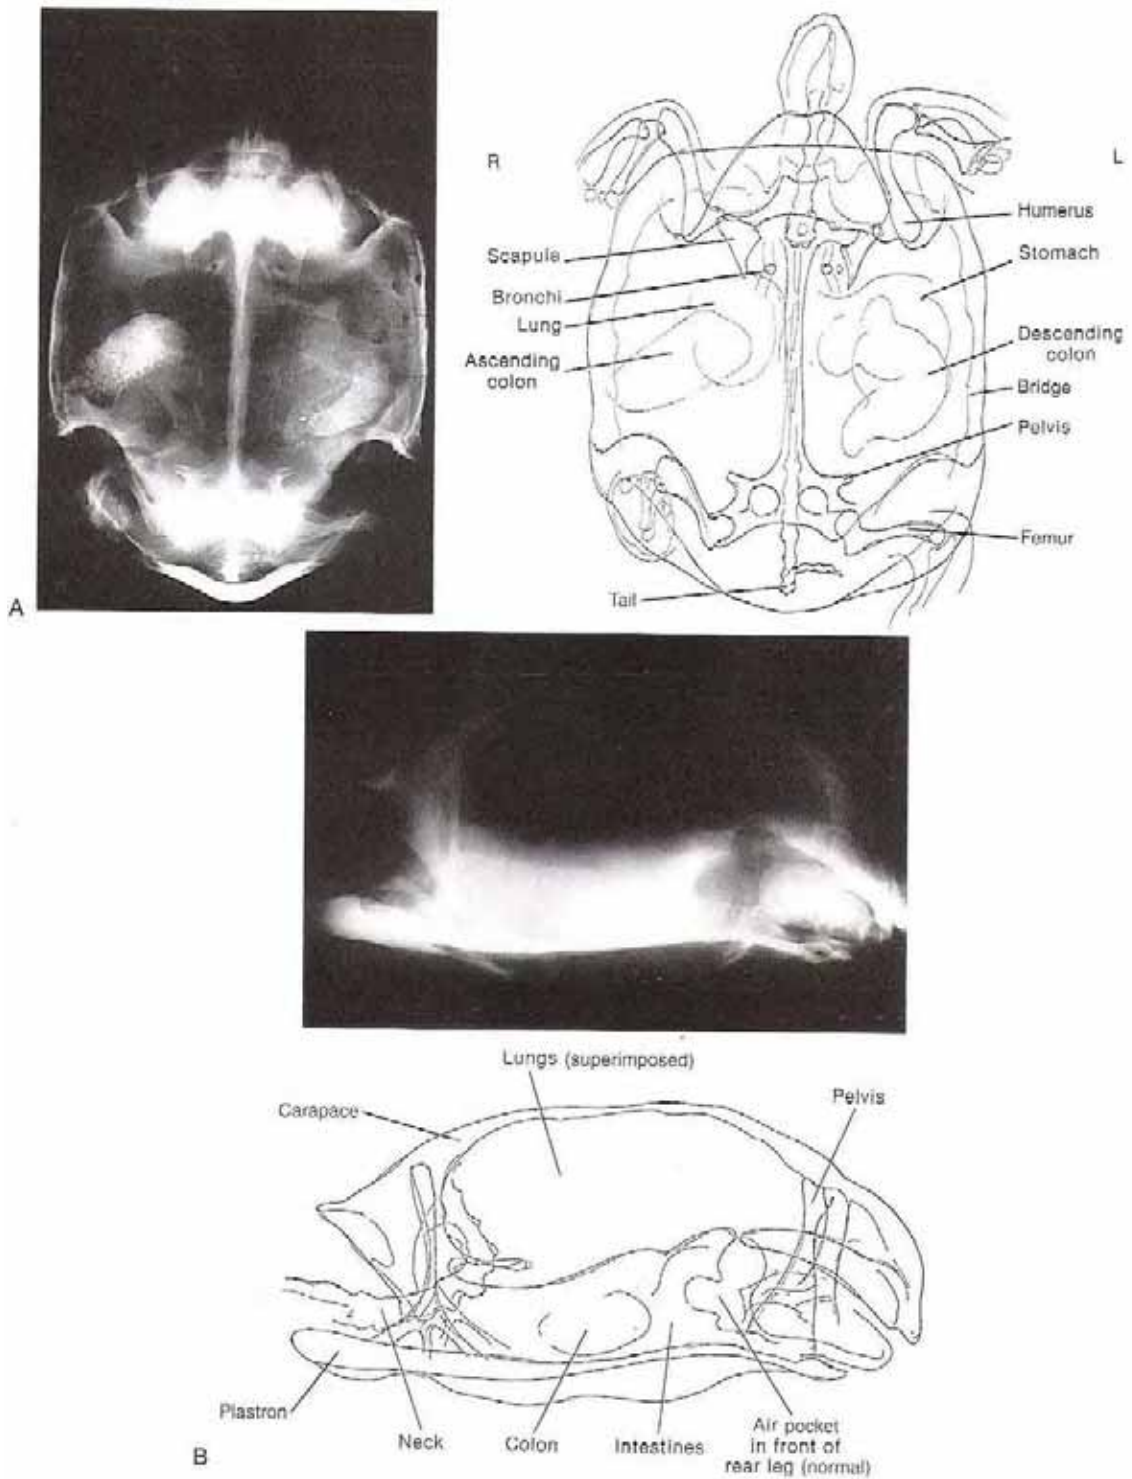 R
L
Humerus
Scapula
Stomach
Bronchi
Lung
Descending
colon
Ascending
colon
Bridge
Pelvis
Femur
Tail
A
Lungs (superimposed)
Carapace
Pelvis
Plastron
Neck
Colon
Intestines
Air pocket
in front of
rear leg (normal)
B